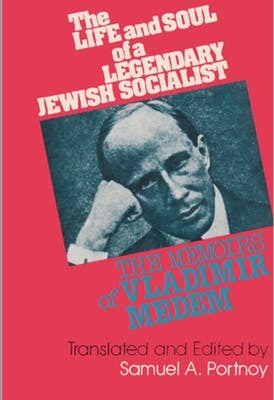 The
LIFE and SOUL
of a
LEGENDARY
JEWISH SOCIALIST
THE MEMOIRS
of VLADIMIR
MEDEM
Translated and Edited by
Samuel A. Portnoy